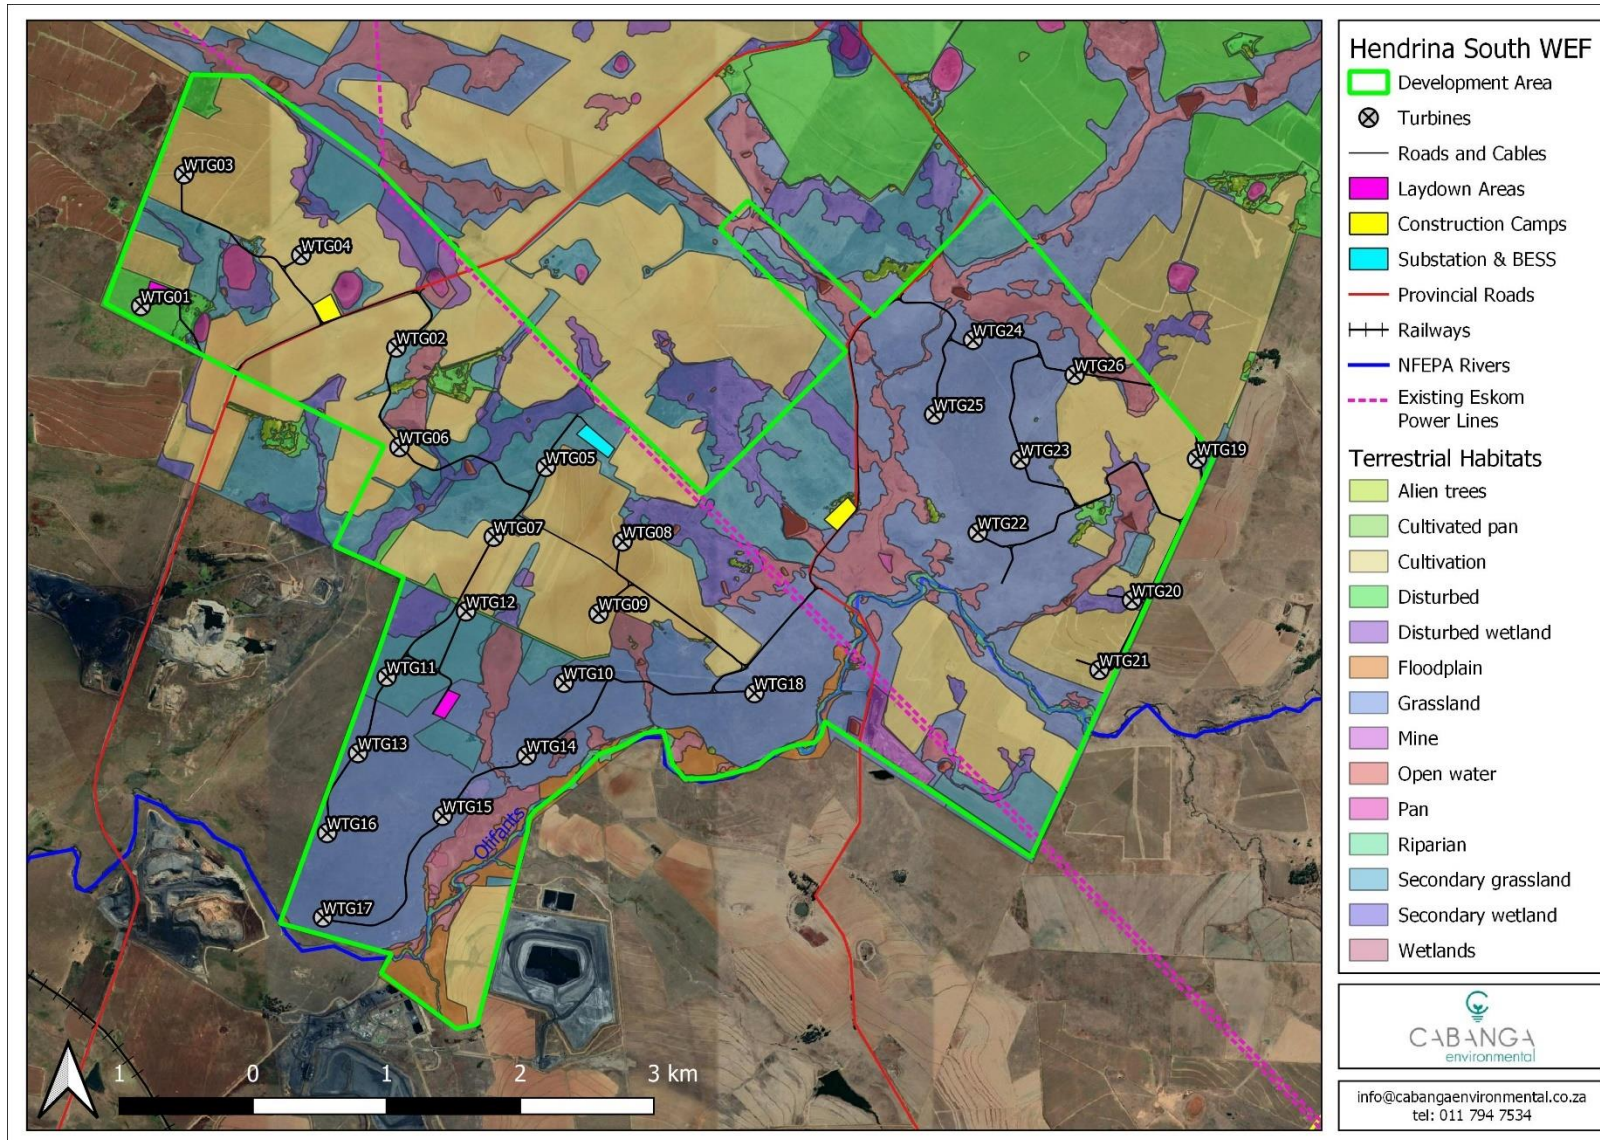 Hendrina South WEF
Development Area
Turbines
Roads and Cables
Laydown Areas
Construction Camps
Substation & BESS
Provincial Roads
Railways
NFEPA Rivers
Existing Eskom
Power Lines
Terrestrial Habitats
Alien trees
Cultivated pan
Cultivation
Disturbed
Disturbed wetland
Floodplain
Grassland
Mine
Open water
Pan
Riparian
Secondary grassland
Secondary wetland
Wetlands
CABANGA
environmental
info@cabangaenvironmental.co.za
tel: 011 794 7534
WTG03
WTG04
WTG01
WTG02
WTG24
WTG26
WTG25
WTG06
WTG05
WTG23
WTG19
WTG07
WTG08
WTG22
WTG12
WTG09
WTG20
WTG11
WTG10
WTG18
WTG21
WTG13
WTG14
WTG15
WTG16
Olifants
WTG17
1 0 1 2 3 km